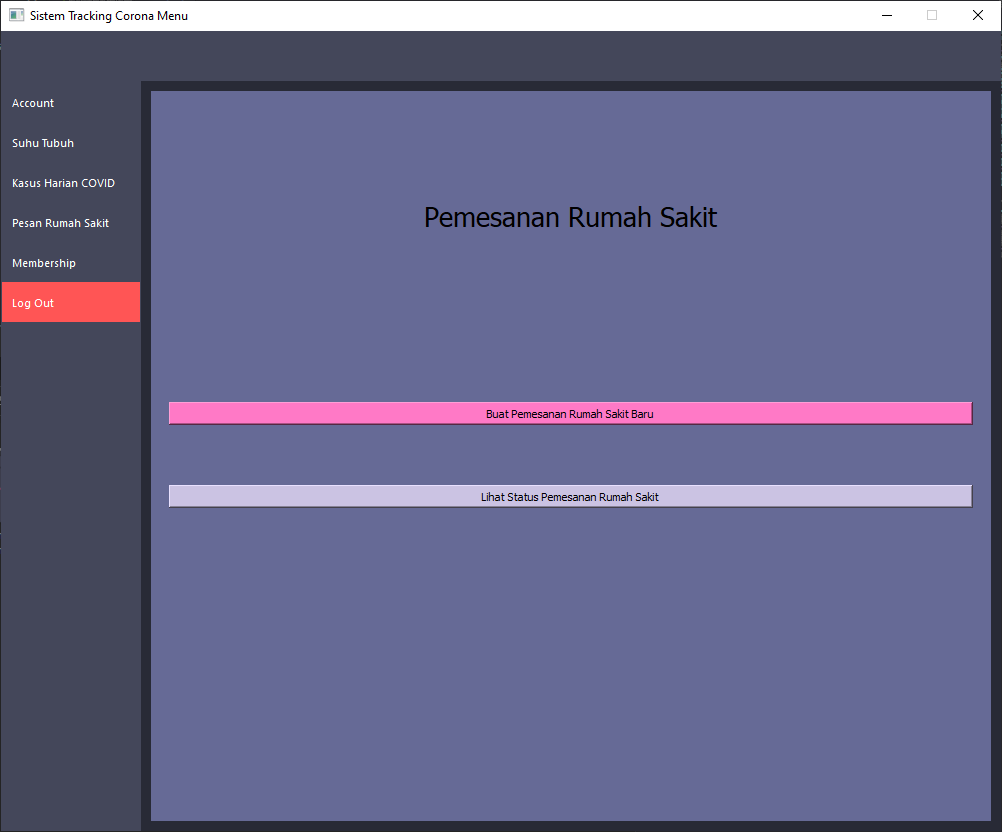 Sistem Tracking Corona Menu
Account
Suhu Tubuh
Kasus Harian COVID
Pesan Rumah Sakit
Membership
Log Out
Pemesanan Rumah Sakit
Buat Pemesanan Rumah Sakit Baru
Lihat Status Pemesanan Rumah Sakit